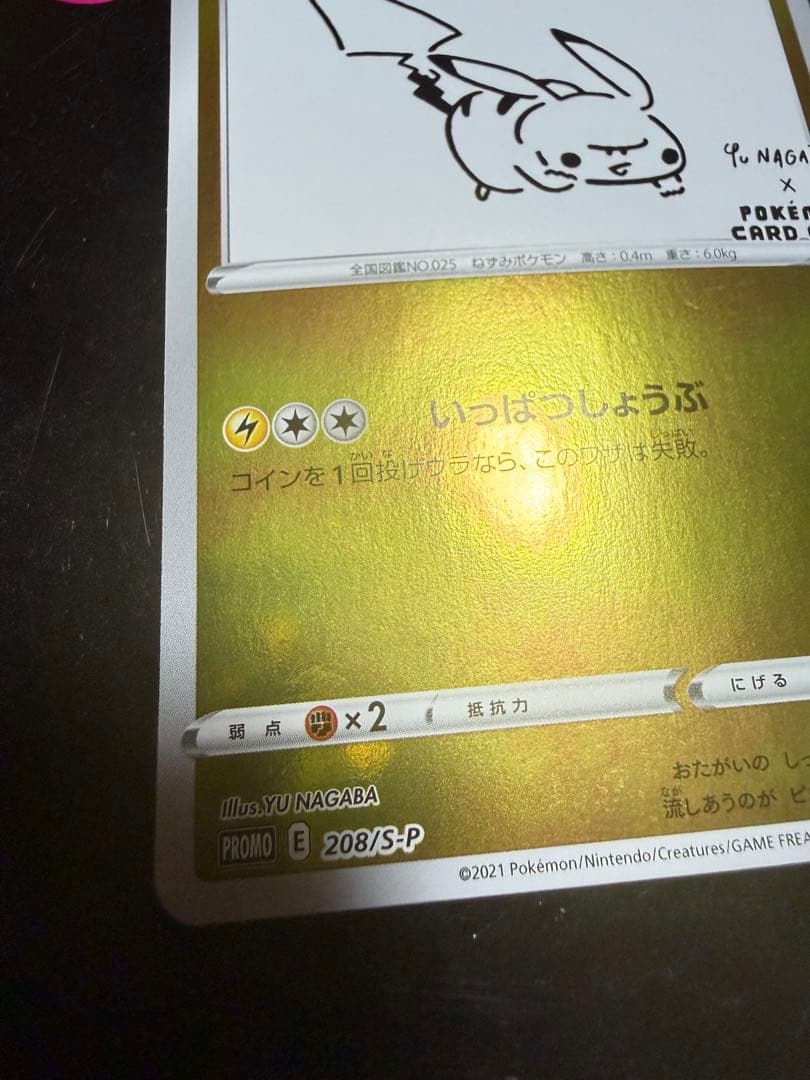 Yu NAGA
×
POKÉM
CARD
全国図鑑NO.025 ねずみポケモン 高さ:0.4m 重さ:6.0kg
いっぱつしょうぶ
コインを1回投げウラなら、このワザは失敗。
弱点 ×2 抵抗力 にげる
おたがいの しっ
流しあうのが ピ
Illus.YU NAGABA
PROMO E 208/S-P
©2021 Pokémon/Nintendo/Creatures/GAME FREA